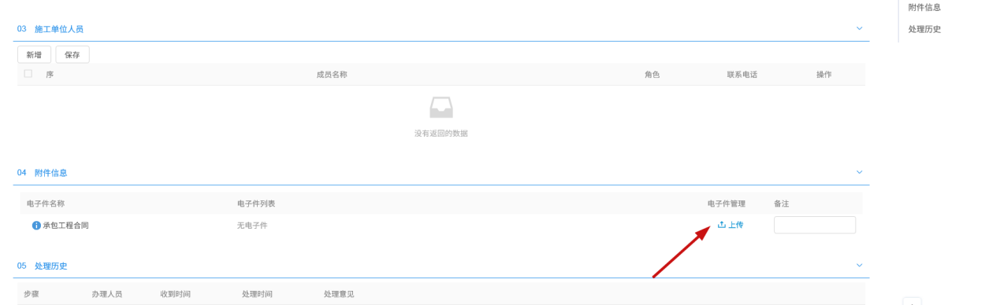 附件信息
处理历史
03 施工单位人员
新增 保存
序 成员名称 角色 联系电话 操作
没有返回的数据
04 附件信息
电子件名称 电子件列表 电子件管理 备注
承包工程合同 无电子件 上传
05 处理历史
步骤 办理人员 收到时间 处理时间 处理意见